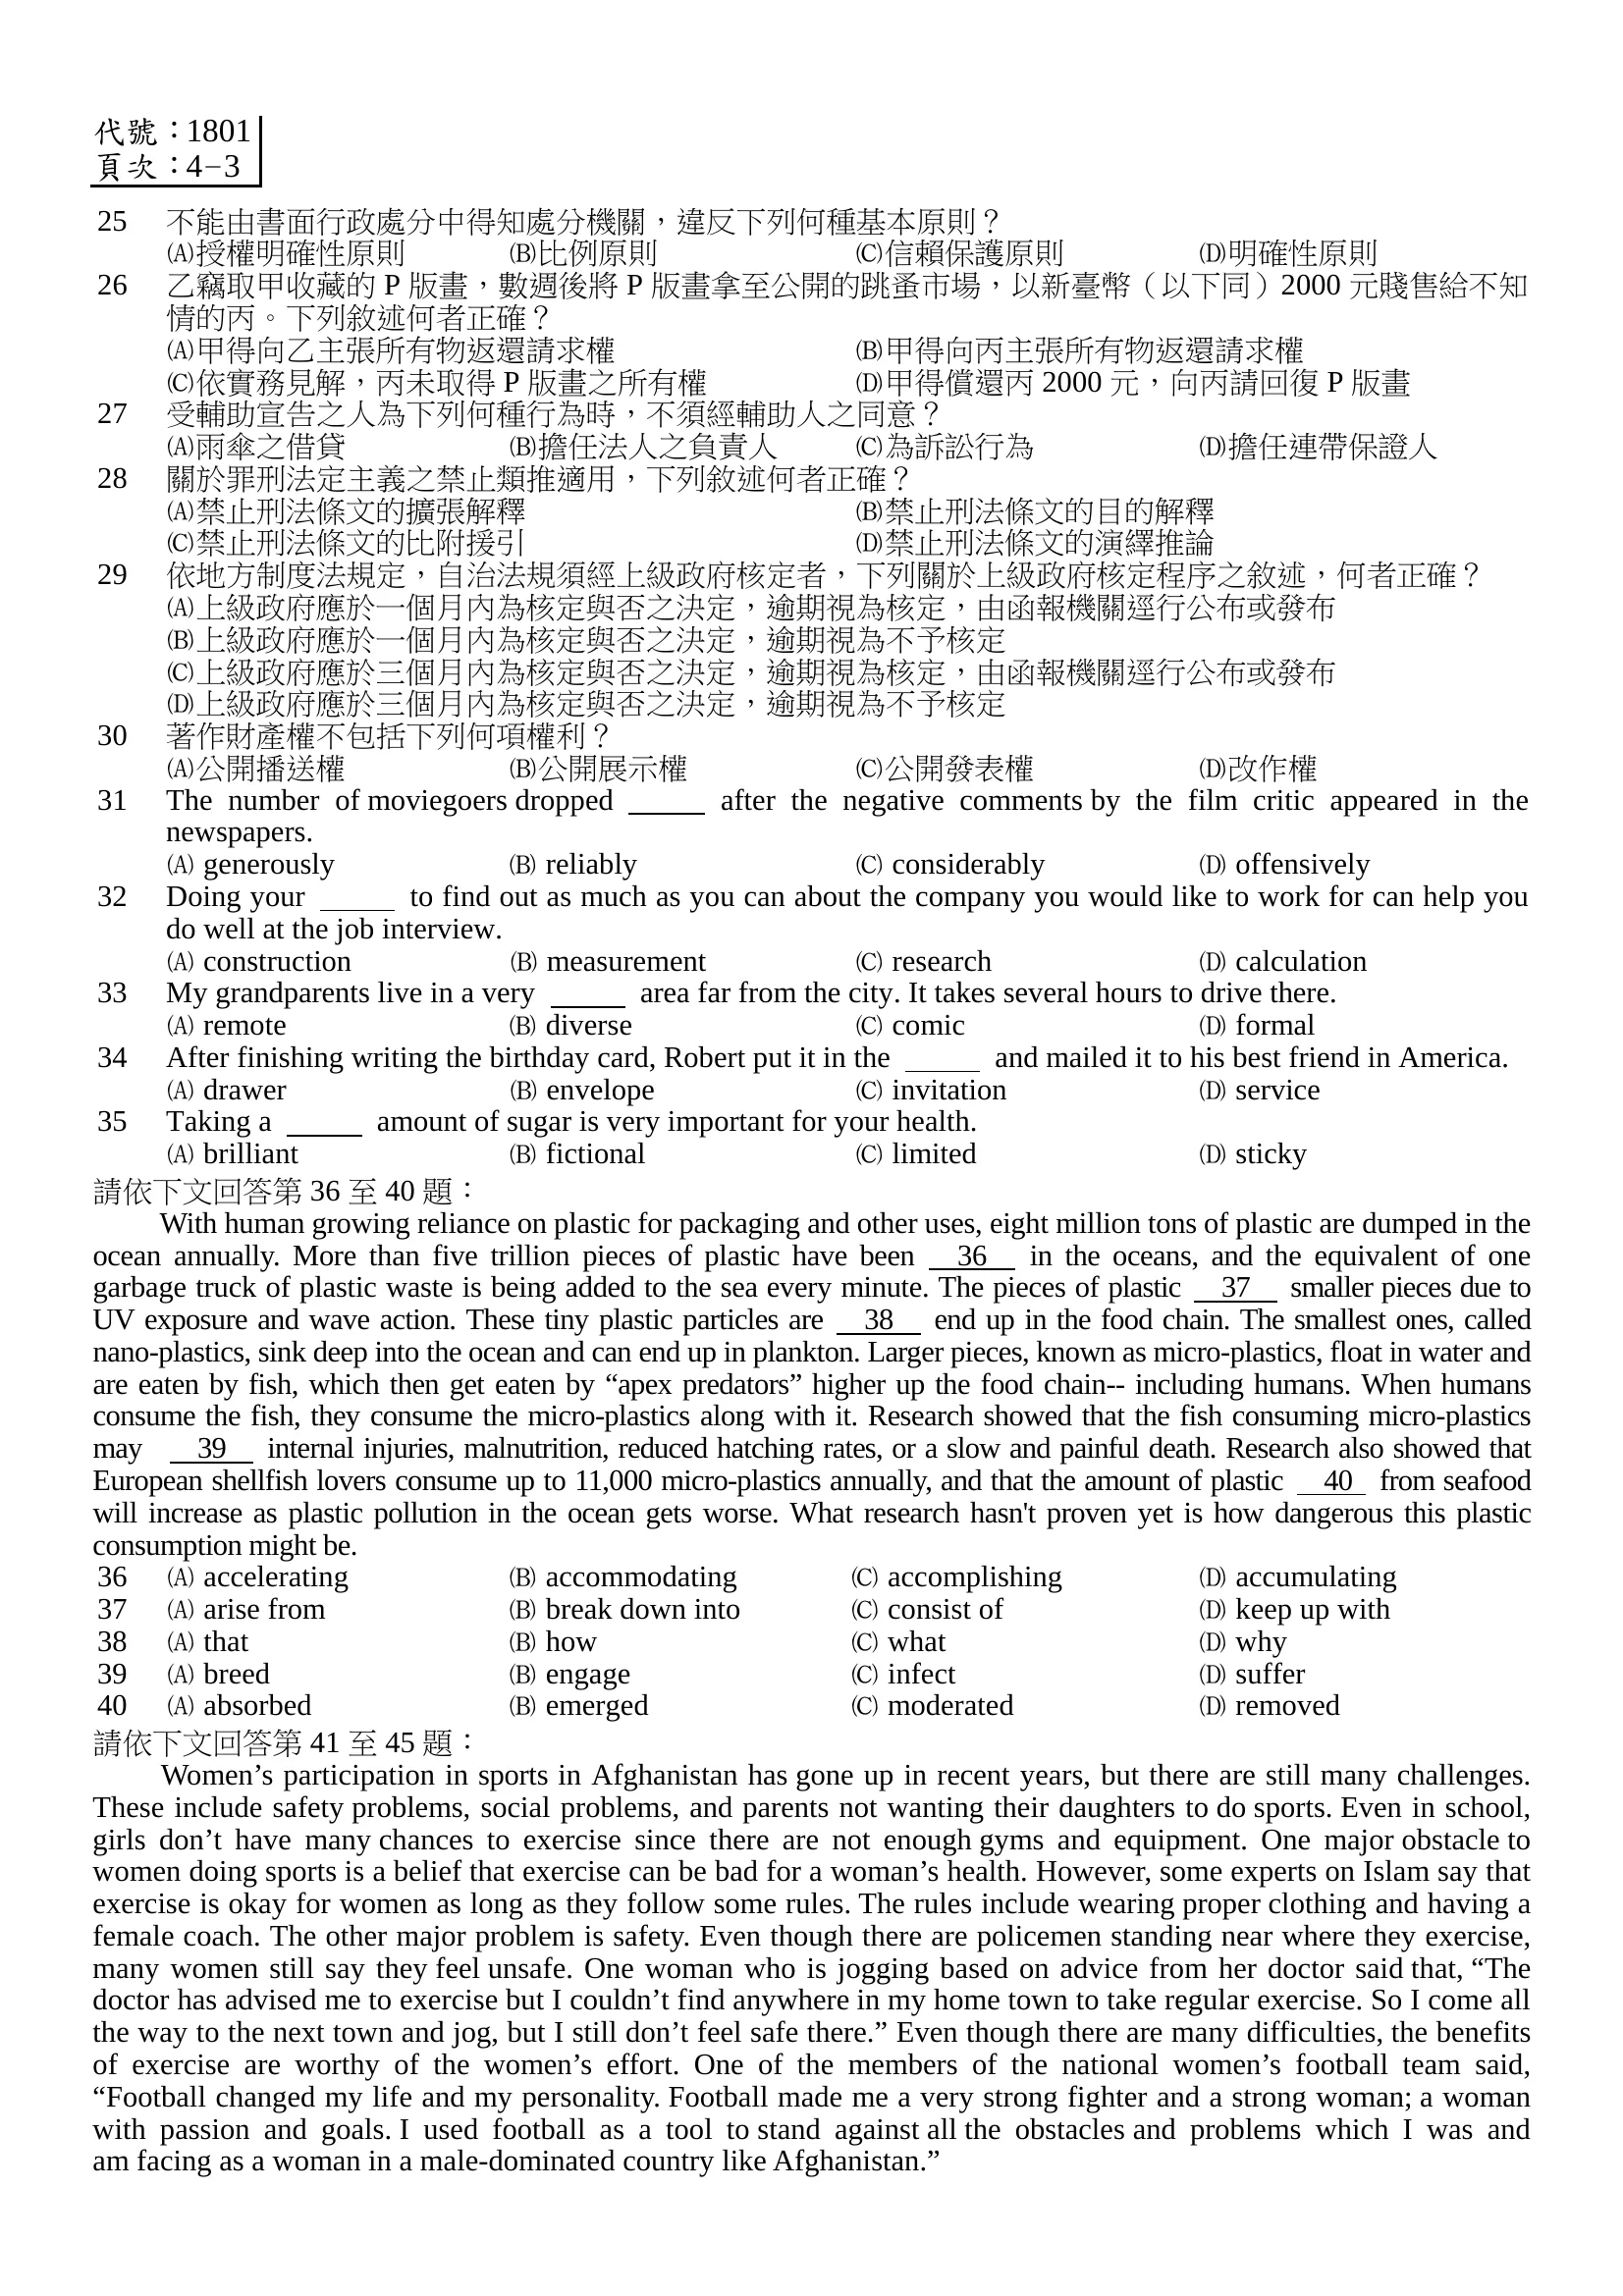 代號：1801
頁次：4－3
25 不能由書面行政處分中得知處分機關，違反下列何種基本原則？
(A)授權明確性原則 (B)比例原則 (C)信賴保護原則 (D)明確性原則
26 乙竊取甲收藏的 P 版畫，數週後將 P 版畫拿至公開的跳蚤市場，以新臺幣（以下同）2000 元賤售給不知
情的丙。下列敘述何者正確？
(A)甲得向乙主張所有物返還請求權 (B)甲得向丙主張所有物返還請求權
(C)依實務見解，丙未取得 P 版畫之所有權 (D)甲得償還丙 2000 元，向丙請回復 P 版畫
27 受輔助宣告之人為下列何種行為時，不須經輔助人之同意？
(A)雨傘之借貸 (B)擔任法人之負責人 (C)為訴訟行為 (D)擔任連帶保證人
28 關於罪刑法定主義之禁止類推適用，下列敘述何者正確？
(A)禁止刑法條文的擴張解釋 (B)禁止刑法條文的目的解釋
(C)禁止刑法條文的比附援引 (D)禁止刑法條文的演繹推論
29 依地方制度法規定，自治法規須經上級政府核定者，下列關於上級政府核定程序之敘述，何者正確？
(A)上級政府應於一個月內為核定與否之決定，逾期視為核定，由函報機關逕行公布或發布
(B)上級政府應於一個月內為核定與否之決定，逾期視為不予核定
(C)上級政府應於三個月內為核定與否之決定，逾期視為核定，由函報機關逕行公布或發布
(D)上級政府應於三個月內為核定與否之決定，逾期視為不予核定
30 著作財產權不包括下列何項權利？
(A)公開播送權 (B)公開展示權 (C)公開發表權 (D)改作權
31 The number of moviegoers dropped _____ after the negative comments by the film critic appeared in the
newspapers.
(A) generously (B) reliably (C) considerably (D) offensively
32 Doing your _____ to find out as much as you can about the company you would like to work for can help you
do well at the job interview.
(A) construction (B) measurement (C) research (D) calculation
33 My grandparents live in a very _____ area far from the city. It takes several hours to drive there.
(A) remote (B) diverse (C) comic (D) formal
34 After finishing writing the birthday card, Robert put it in the _____ and mailed it to his best friend in America.
(A) drawer (B) envelope (C) invitation (D) service
35 Taking a _____ amount of sugar is very important for your health.
(A) brilliant (B) fictional (C) limited (D) sticky
請依下文回答第 36 至 40 題：
With human growing reliance on plastic for packaging and other uses, eight million tons of plastic are dumped in the
ocean annually. More than five trillion pieces of plastic have been 36 in the oceans, and the equivalent of one
garbage truck of plastic waste is being added to the sea every minute. The pieces of plastic 37 smaller pieces due to
UV exposure and wave action. These tiny plastic particles are 38 end up in the food chain. The smallest ones, called
nano-plastics, sink deep into the ocean and can end up in plankton. Larger pieces, known as micro-plastics, float in water and
are eaten by fish, which then get eaten by “apex predators” higher up the food chain-- including humans. When humans
consume the fish, they consume the micro-plastics along with it. Research showed that the fish consuming micro-plastics
may 39 internal injuries, malnutrition, reduced hatching rates, or a slow and painful death. Research also showed that
European shellfish lovers consume up to 11,000 micro-plastics annually, and that the amount of plastic 40 from seafood
will increase as plastic pollution in the ocean gets worse. What research hasn't proven yet is how dangerous this plastic
consumption might be.
36 (A) accelerating (B) accommodating (C) accomplishing (D) accumulating
37 (A) arise from (B) break down into (C) consist of (D) keep up with
38 (A) that (B) how (C) what (D) why
39 (A) breed (B) engage (C) infect (D) suffer
40 (A) absorbed (B) emerged (C) moderated (D) removed
請依下文回答第 41 至 45 題：
Women’s participation in sports in Afghanistan has gone up in recent years, but there are still many challenges.
These include safety problems, social problems, and parents not wanting their daughters to do sports. Even in school,
girls don’t have many chances to exercise since there are not enough gyms and equipment. One major obstacle to
women doing sports is a belief that exercise can be bad for a woman’s health. However, some experts on Islam say that
exercise is okay for women as long as they follow some rules. The rules include wearing proper clothing and having a
female coach. The other major problem is safety. Even though there are policemen standing near where they exercise,
many women still say they feel unsafe. One woman who is jogging based on advice from her doctor said that, “The
doctor has advised me to exercise but I couldn’t find anywhere in my home town to take regular exercise. So I come all
the way to the next town and jog, but I still don’t feel safe there.” Even though there are many difficulties, the benefits
of exercise are worthy of the women’s effort. One of the members of the national women’s football team said,
“Football changed my life and my personality. Football made me a very strong fighter and a strong woman; a woman
with passion and goals. I used football as a tool to stand against all the obstacles and problems which I was and
am facing as a woman in a male-dominated country like Afghanistan.”